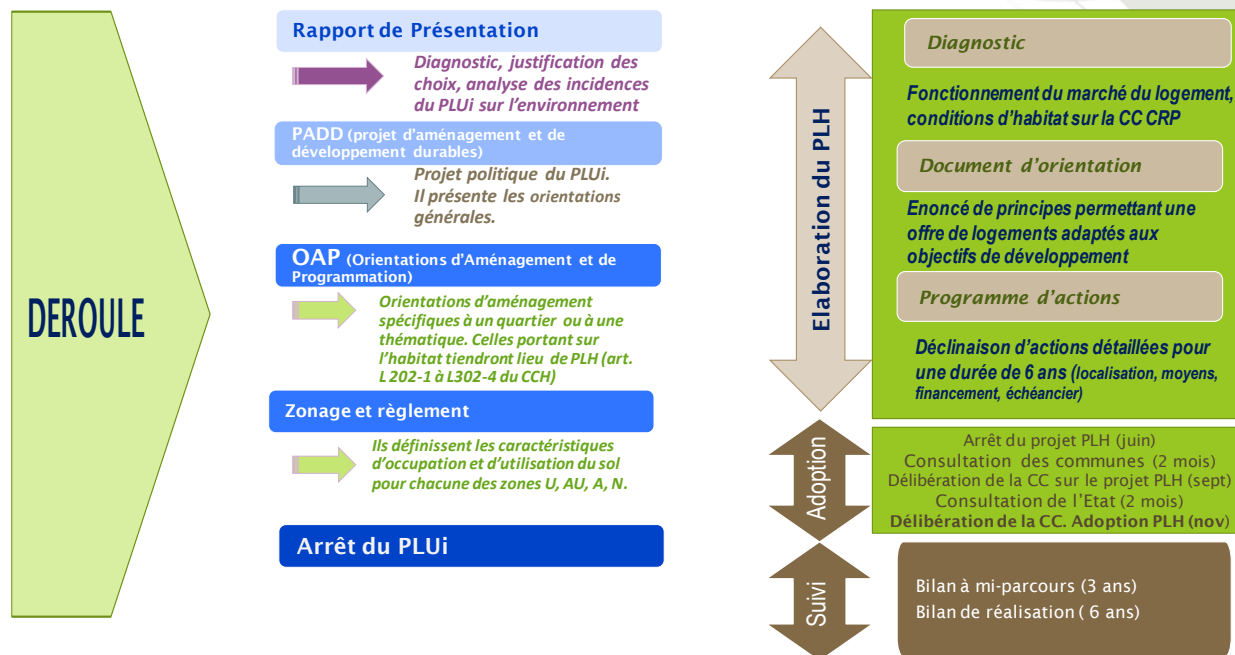 DEROULE
Rapport de Présentation
Diagnostic, justification des
choix, analyse des incidences
du PLUi sur l'environnement
PADD (projet d'aménagement et de
développement durables)
Projet politique du PLUi.
Il présente les orientations
générales.
OAP (Orientations d'Aménagement et de
Programmation)
Orientations d'aménagement
spécifiques à un quartier ou à une
thématique. Celles portant sur
l'habitat tiendront lieu de PLH (art.
L 202-1 à L302-4 du CCH)
Zonage et règlement
Ils définissent les caractéristiques
d'occupation et d'utilisation du sol
pour chacune des zones U, AU, A, N.
Arrêt du PLUi
Elaboration du PLH
Diagnostic
Fonctionnement du marché du logement,
conditions d'habitat sur la CC CRP
Document d'orientation
Enoncé de principes permettant une
offre de logements adaptés aux
objectifs de développement
Programme d'actions
Déclinaison d'actions détaillées pour
une durée de 6 ans (localisation, moyens,
financement, échéancier)
Adoption
Arrêt du projet PLH (juin)
Consultation des communes (2 mois)
Délibération de la CC sur le projet PLH (sept)
Consultation de l'Etat (2 mois)
Délibération de la CC. Adoption PLH (nov)
Suivi
Bilan à mi-parcours (3 ans)
Bilan de réalisation ( 6 ans)